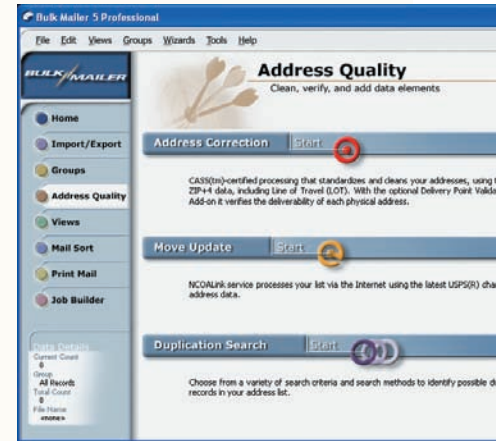 Bulk Mailer 5 Professional
File Edit Views Groups Wizards Tools Help
BULK MAILER
Address Quality
Clean, verify, and add data elements
Home
Import/Export
Groups
Address Quality
Views
Mail Sort
Print Mail
Job Builder
Address Correction Start
CASS(tm)-certified processing that standardizes and cleans your addresses, using
ZIP+4 data, including Line of Travel (LOT). With the optional Delivery Point
Add-on it verifies the deliverability of each physical address.
Move Update Start
NCOALink service processes your list via the Internet using the latest USPS(R)
address data.
Duplication Search Start
Choose from a variety of search criteria and search methods to identify possible
records in your address list.
Data Details
Current Count
0
Group
All Records
Total Count
0
File Name
<none>